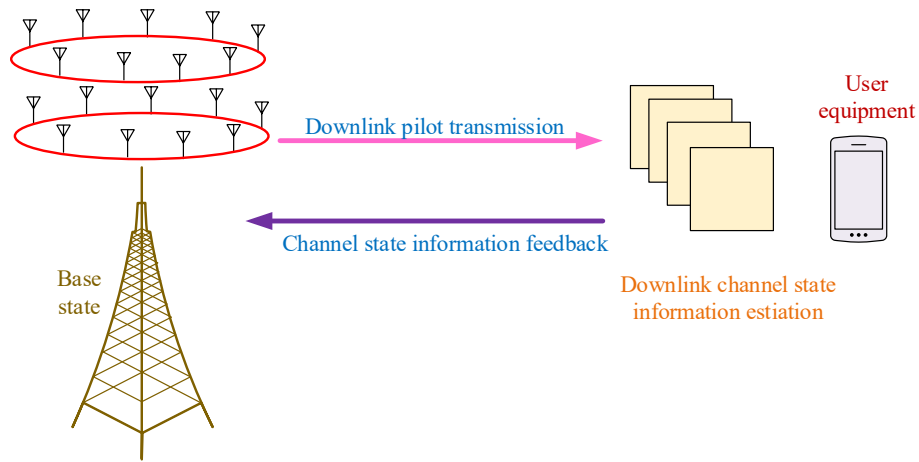 Downlink pilot transmission
User
equipment
Channel state information feedback
Base
state
Downlink channel state
information estiation